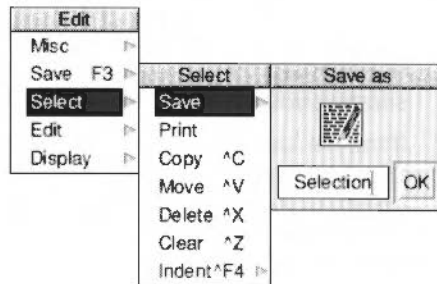 Edit
Misc
Save F3
Select
Edit
Display
Select
Save
Print
Copy ^C
Move ^V
Delete ^X
Clear ^Z
Indent^F4
Save as
Selection
OK